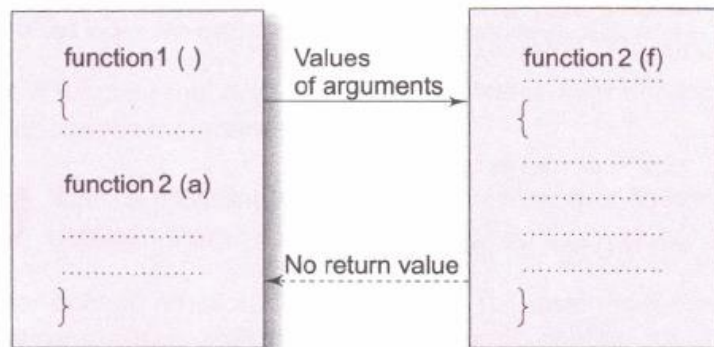 function1 ( )
{
....................
function 2 (a)
....................
....................
}
Values
of arguments
No return value
function 2 (f)
....................
{
....................
....................
....................
....................
}